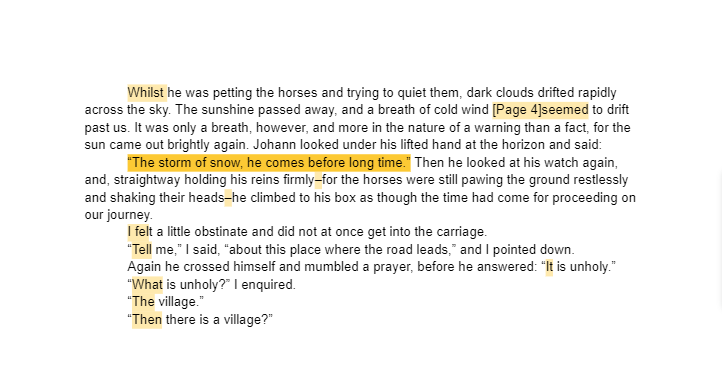 Whilst he was petting the horses and trying to quiet them, dark clouds drifted rapidly
across the sky. The sunshine passed away, and a breath of cold wind [Page 4]seemed to drift
past us. It was only a breath, however, and more in the nature of a warning than a fact, for the
sun came out brightly again. Johann looked under his lifted hand at the horizon and said:
“The storm of snow, he comes before long time.” Then he looked at his watch again,
and, straightway holding his reins firmly–for the horses were still pawing the ground restlessly
and shaking their heads–he climbed to his box as though the time had come for proceeding on
our journey.
I felt a little obstinate and did not at once get into the carriage.
“Tell me,” I said, “about this place where the road leads,” and I pointed down.
Again he crossed himself and mumbled a prayer, before he answered: “It is unholy.”
“What is unholy?” I enquired.
“The village.”
“Then there is a village?”